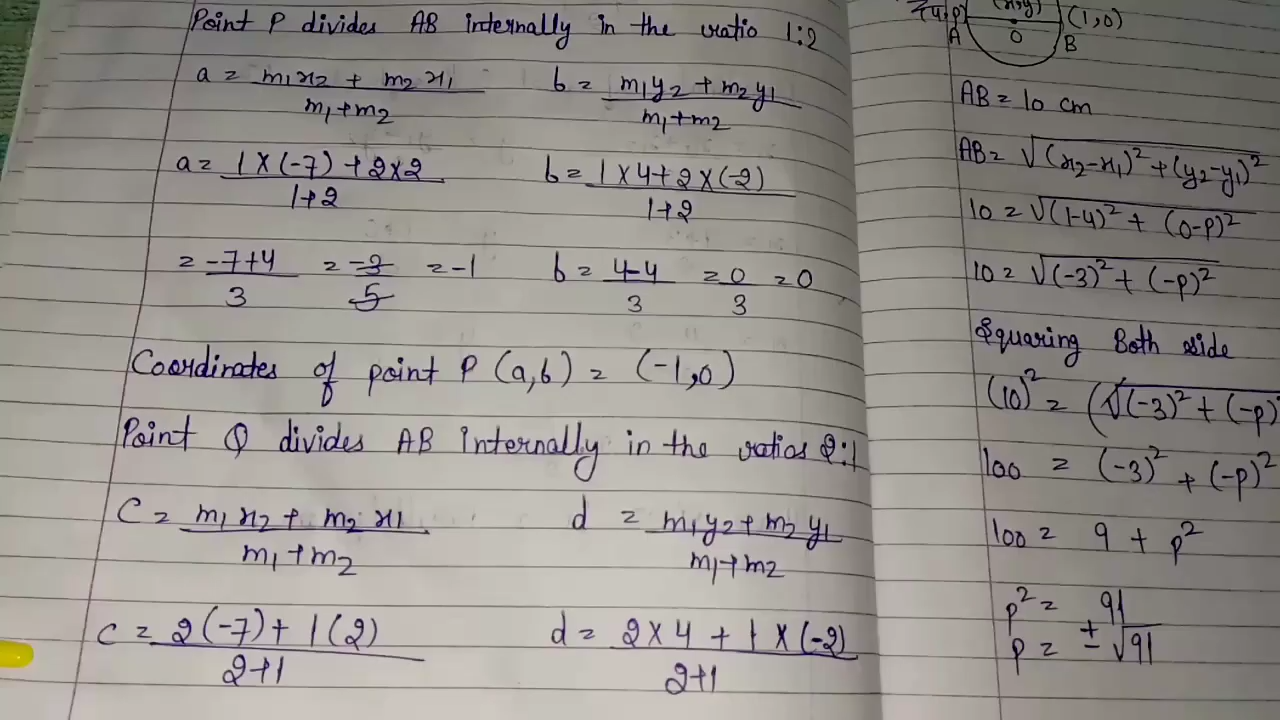 Point P divides AB internally in the ratio 1:2
a = m₁x₂ + m₂x₁ / m₁+m₂ b = m₁y₂ + m₂y₁ / m₁+m₂
a = 1×(-7)+2×2 / 1+2 b = 1×4+2×(-2) / 1+2
= -7+4 / 3 = -3 / 5 = -1 b = 4-4 / 3 = 0 / 3 = 0
Coordinates of point P (a,b) = (-1,0)
Point Q divides AB internally in the ratios 2:1
C = m₁x₂ + m₂x₁ / m₁+m₂ d = m₁y₂+m₂y₁ / m₁+m₂
C = 2(-7)+1(2) / 2+1 d = 2×4+1×(-2) / 2+1
(x,y)
(1,0)
A O B
AB = 10 cm
AB = √(x₂-x₁)²+(y₂-y₁)²
10 = √(1-4)²+(0-p)²
10 = √(-3)²+(-p)²
Squaring Both side
(10)² = (√(-3)²+(-p)
100 = (-3)²+(-p)²
100 = 9 + p²
p² = 91
p = ±√91